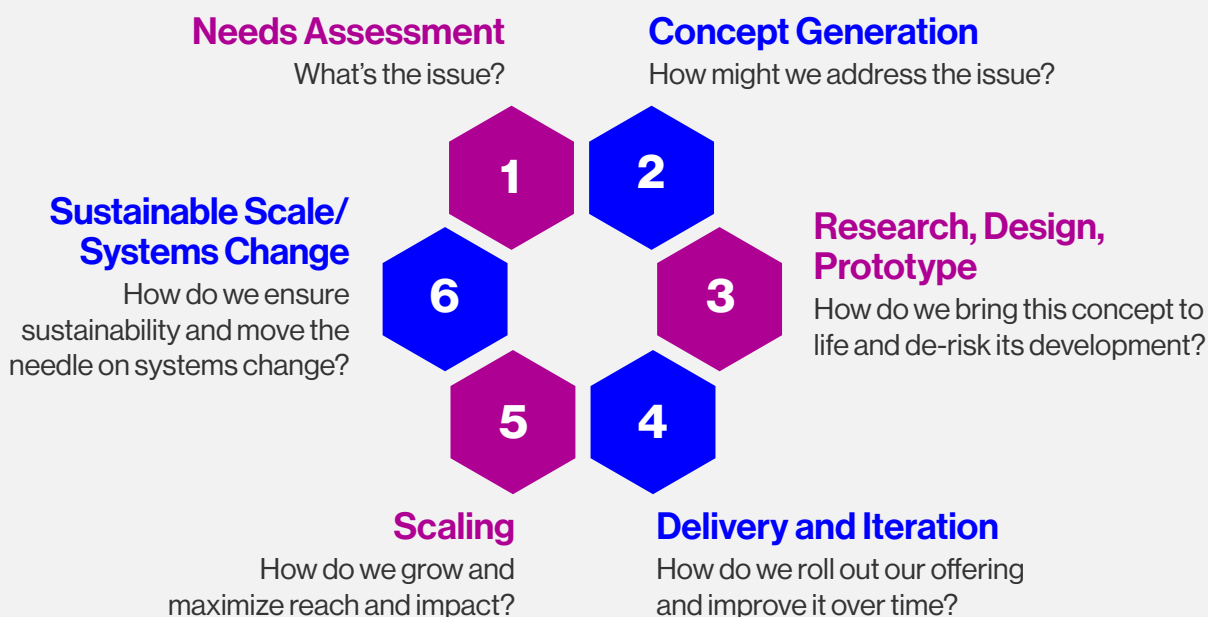 Needs Assessment
What’s the issue?
Concept Generation
How might we address the issue?
1
2
Sustainable Scale/
Systems Change
How do we ensure
sustainability and move the
needle on systems change?
6
3
Research, Design,
Prototype
How do we bring this concept to
life and de-risk its development?
5
4
Scaling
How do we grow and
maximize reach and impact?
Delivery and Iteration
How do we roll out our offering
and improve it over time?